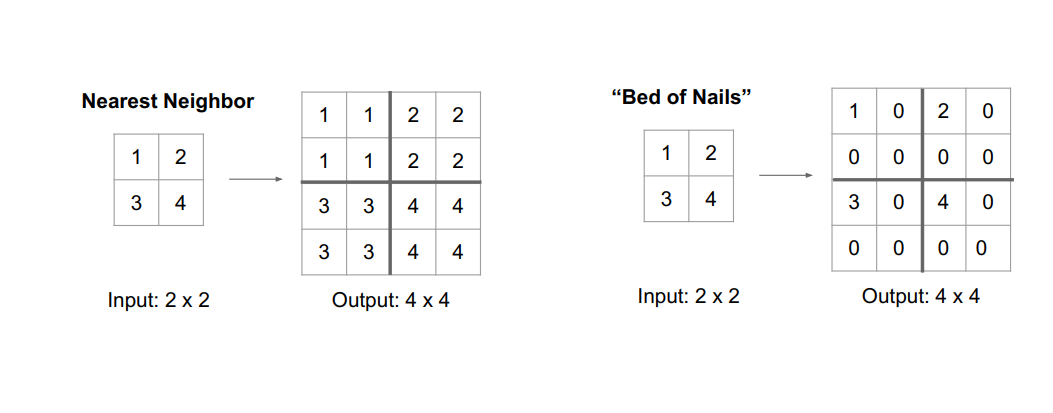 Nearest Neighbor
1 2
3 4
1 1 2 2
1 1 2 2
3 3 4 4
3 3 4 4
Input: 2 x 2
Output: 4 x 4
“Bed of Nails”
1 2
3 4
1 0 2 0
0 0 0 0
3 0 4 0
0 0 0 0
Input: 2 x 2
Output: 4 x 4